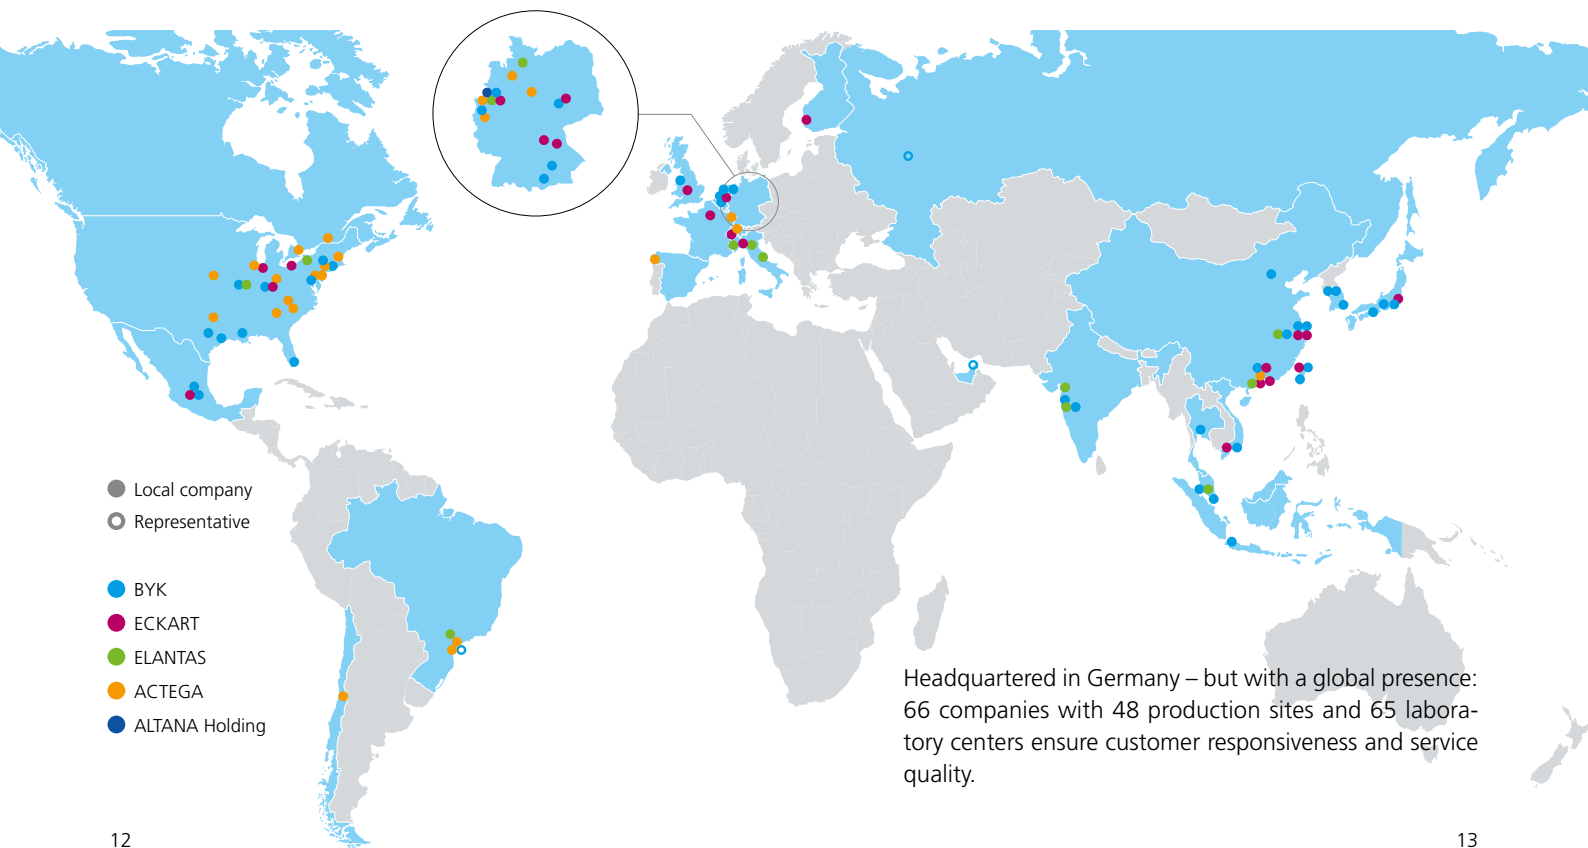 Local company
Representative
BYK
ECKART
ELANTAS
ACTEGA
ALTANA Holding
Headquartered in Germany – but with a global presence:
66 companies with 48 production sites and 65 labora-
tory centers ensure customer responsiveness and service
quality.
12
13